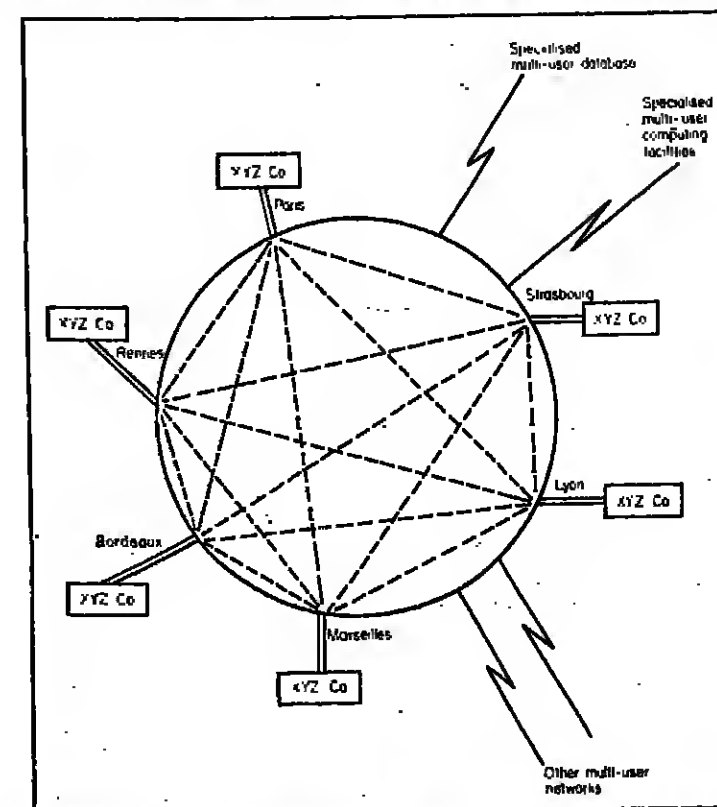 Specialised
multi-user database
Specialised
multi-user
computing
facilities
XYZ Co
Paris
Strasbourg
XYZ Co
XYZ Co
Rennes
Lyon
XYZ Co
Bordeaux
XYZ Co
Marseilles
XYZ Co
Other multi-user
networks